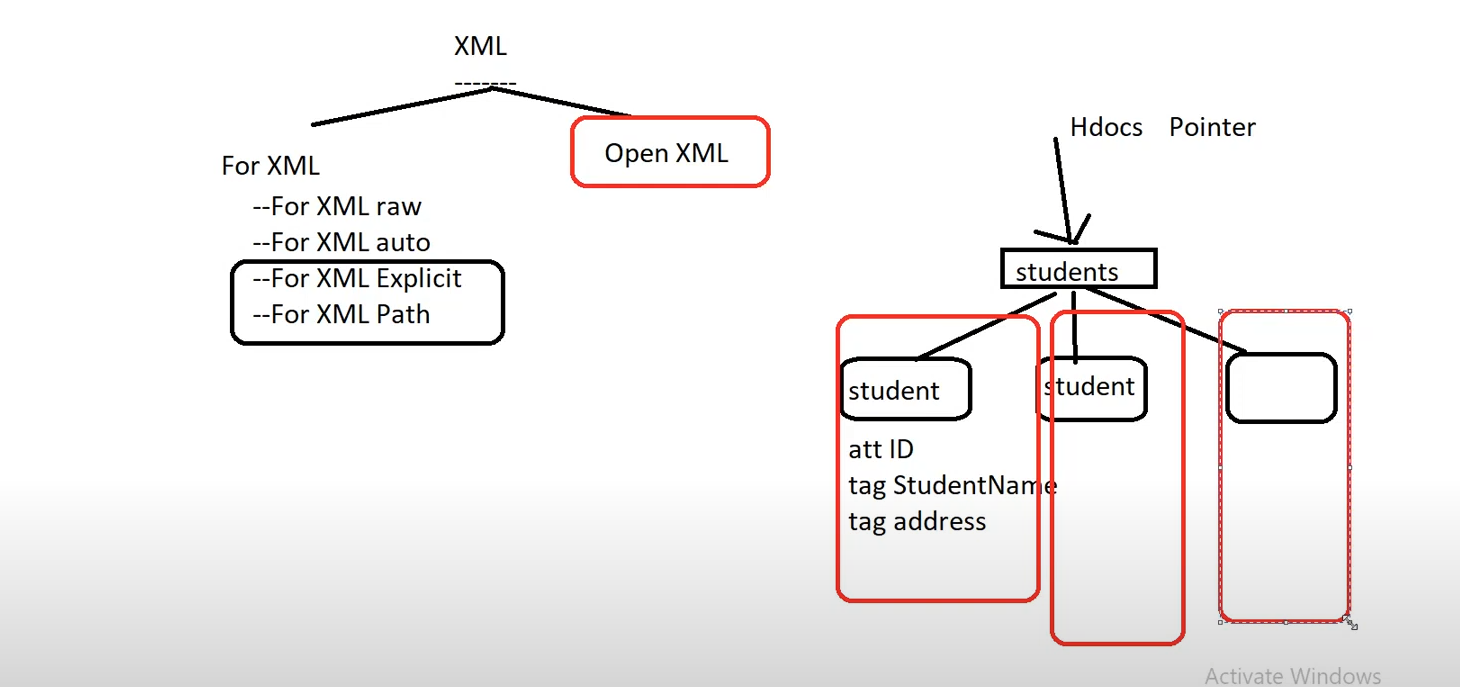 XML
-------
For XML
--For XML raw
--For XML auto
--For XML Explicit
--For XML Path
Open XML
Hdocs Pointer
students
student
student
att ID
tag StudentName
tag address
Activate Windows